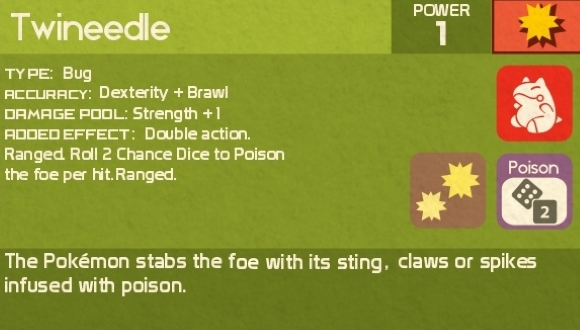 Twineedle
POWER
1
TYPE: Bug
ACCURACY: Dexterity + Brawl
DAMAGE POOL: Strength + 1
ADDED EFFECT: Double action.
Ranged. Roll 2 Chance Dice to Poison
the foe per hit.Ranged.
Poison
2
The Pokémon stabs the foe with its sting, claws or spikes
infused with poison.